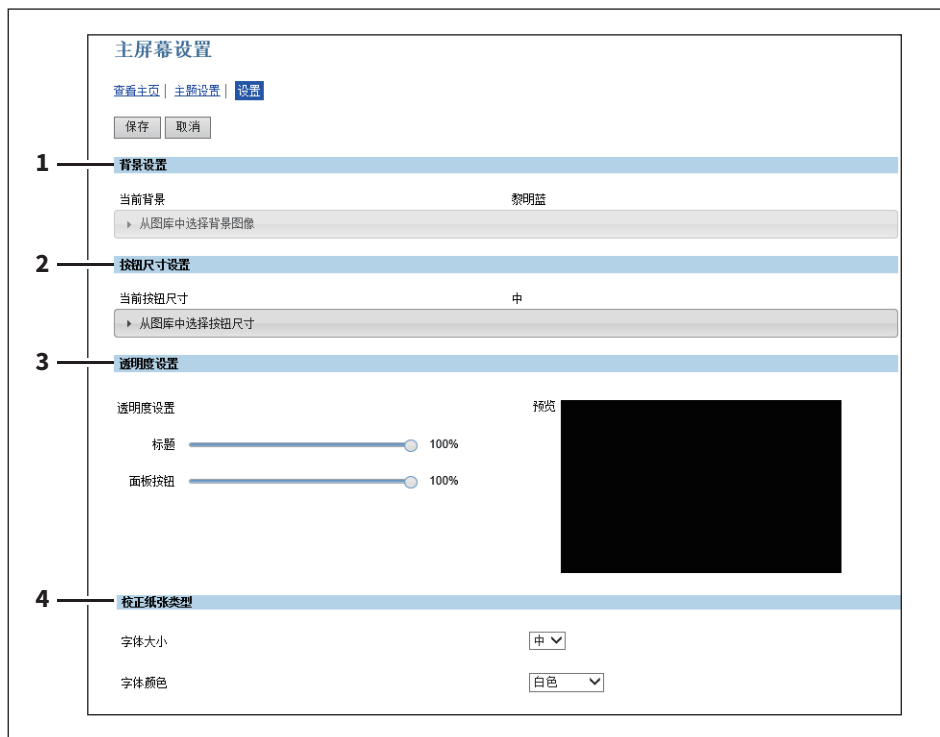 主屏幕设置
查看主页 | 主题设置 | 设置
保存 取消
1 背景设置
当前背景 黎明蓝
从图库中选择背景图像
2 按钮尺寸设置
当前按钮尺寸 中
从图库中选择按钮尺寸
3 透明度设置
透明度设置 预览
标题 100%
面板按钮 100%
4 校正纸张类型
字体大小 中
字体颜色 白色